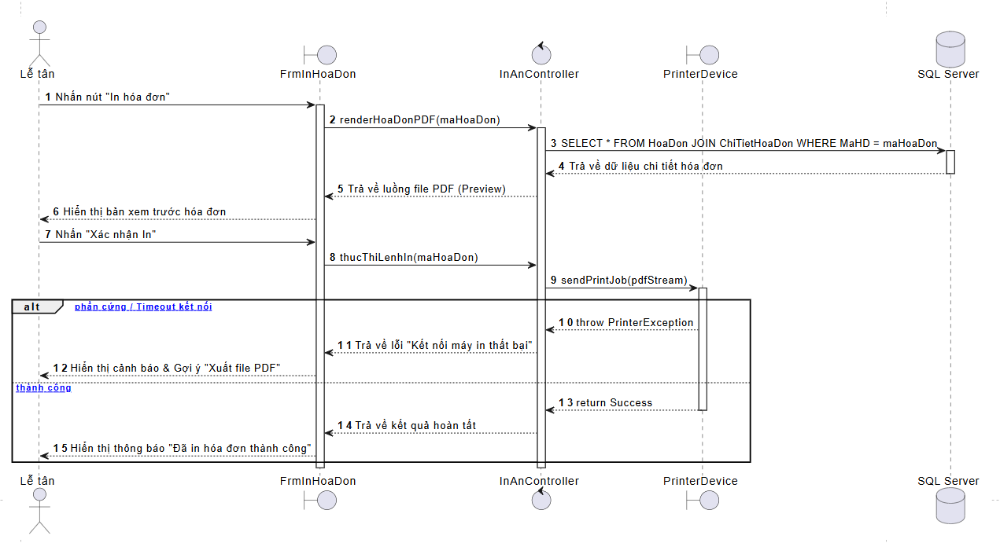 Lễ tân
FrmInHoaDon
InAnController
PrinterDevice
SQL Server
1 Nhấn nút "In hóa đơn"
2 renderHoaDonPDF(maHoaDon)
3 SELECT * FROM HoaDon JOIN ChiTietHoaDon WHERE MaHD = maHoaDon
4 Trả về dữ liệu chi tiết hóa đơn
5 Trả về luồng file PDF (Preview)
6 Hiển thị bản xem trước hóa đơn
7 Nhấn "Xác nhận In"
8 thucThiLenhIn(maHoaDon)
9 sendPrintJob(pdfStream)
alt
phần cứng / Timeout kết nối
10 throw PrinterException
11 Trả về lỗi "Kết nối máy in thất bại"
12 Hiển thị cảnh báo & Gợi ý "Xuất file PDF"
thành công
13 return Success
14 Trả về kết quả hoàn tất
15 Hiển thị thông báo "Đã in hóa đơn thành công"
Lễ tân
FrmInHoaDon
InAnController
PrinterDevice
SQL Server